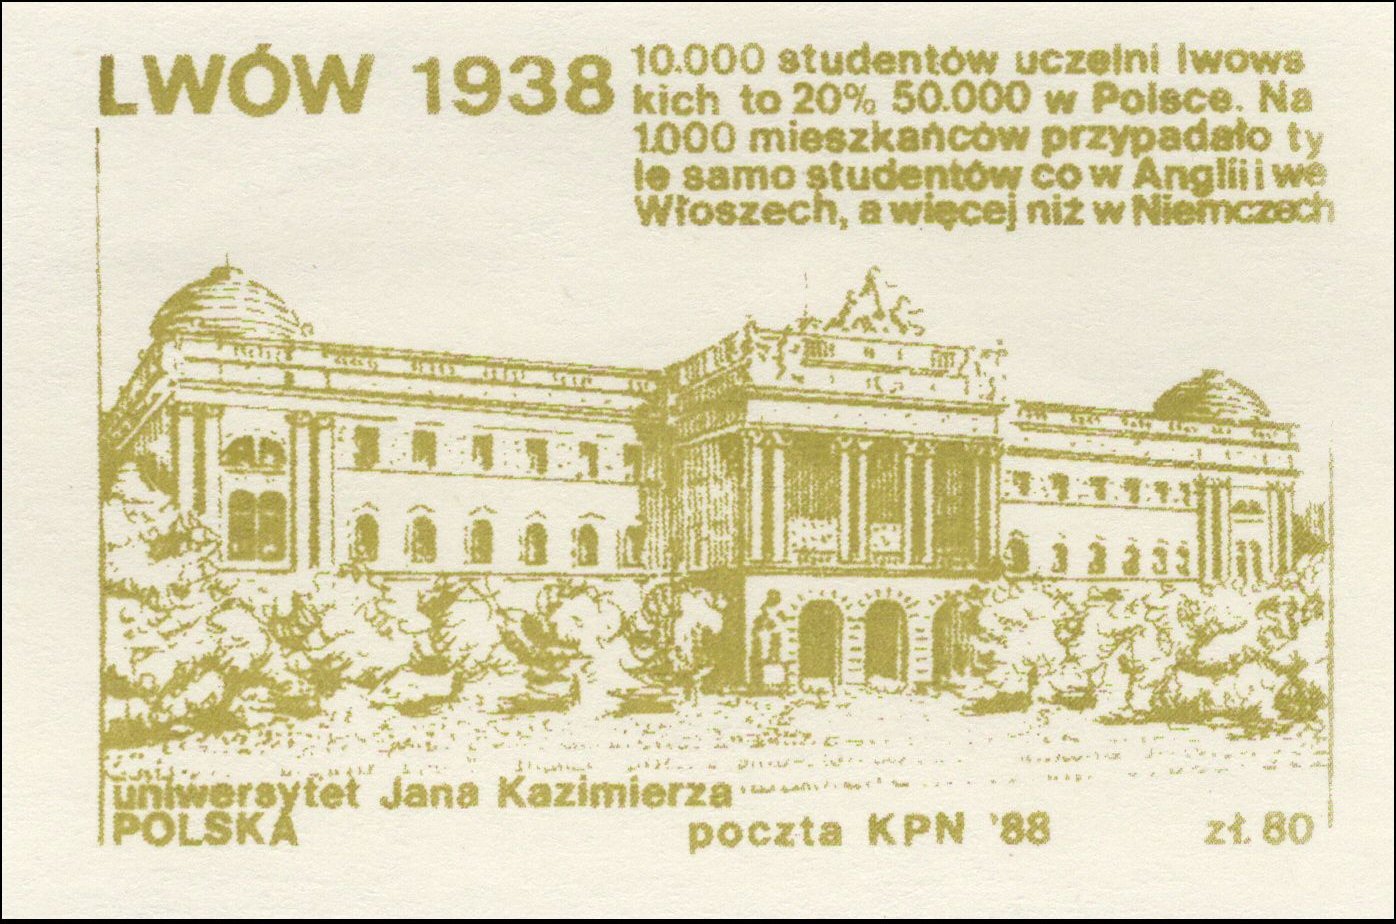 LWÓW 1938
10.000 studentów uczelni lwows
kich to 20% 50.000 w Polsce. Na
1.000 mieszkańców przypadało ty
le samo studentów co w Anglii i we
Włoszech, a więcej niż w Niemczech
uniwersytet Jana Kazimierza
POLSKA
poczta KPN '88
zł. 80